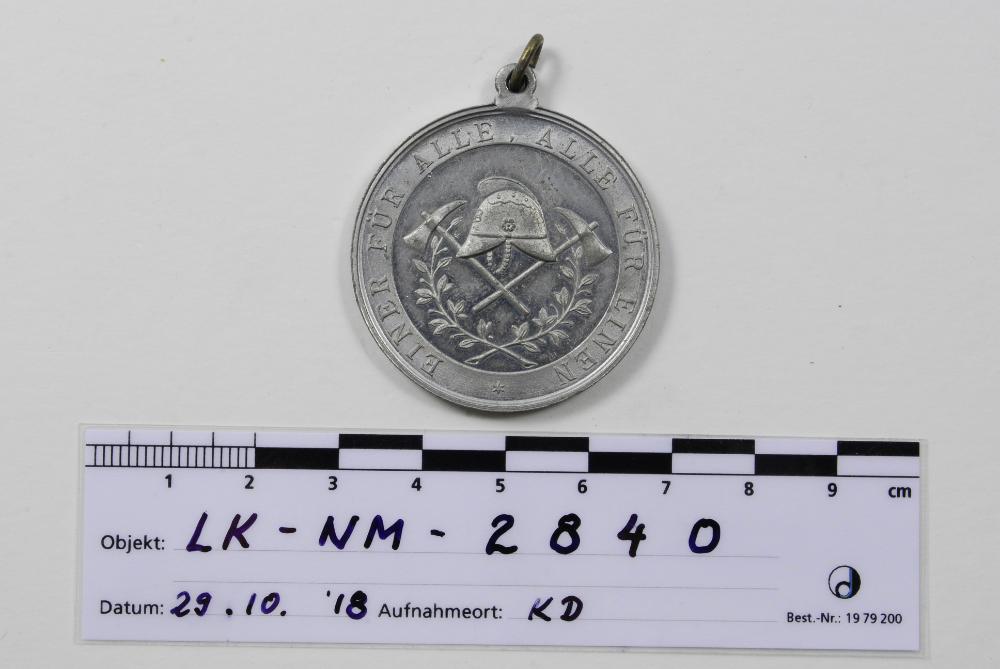 EINER FÜR ALLE, ALLE FÜR EINEN *
1 2 3 4 5 6 7 8 9 cm
Objekt: LK-NM-2840
Datum: 29.10. '18 Aufnahmeort: KD
Best.-Nr.: 19 79 200